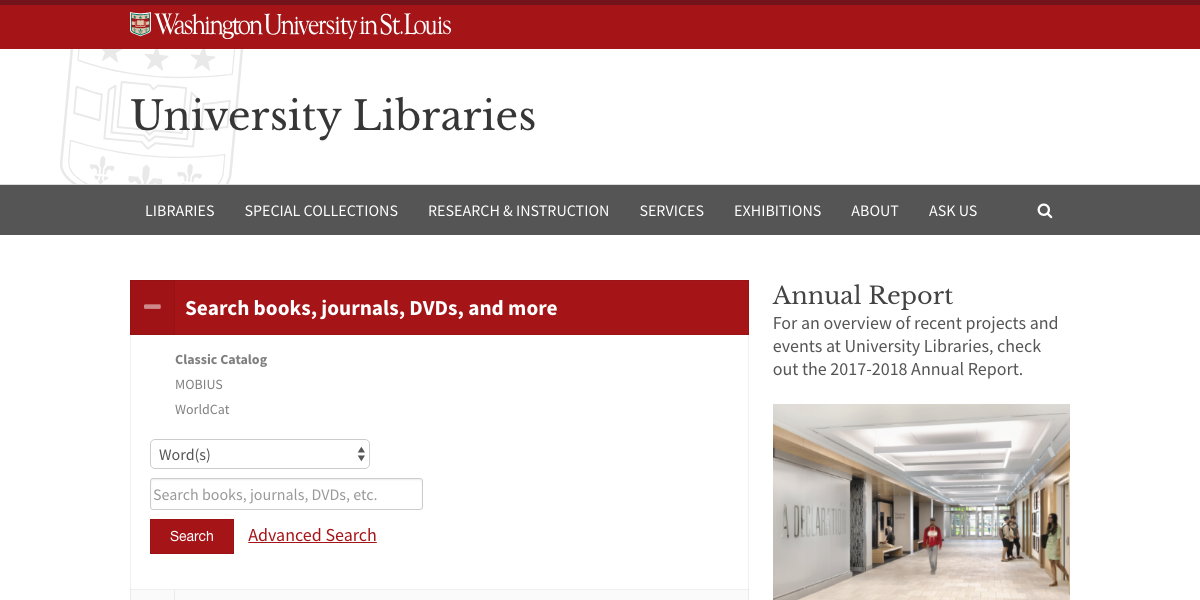 Washington University in St. Louis
University Libraries
LIBRARIES SPECIAL COLLECTIONS RESEARCH & INSTRUCTION SERVICES EXHIBITIONS ABOUT ASK US
Search books, journals, DVDs, and more
Classic Catalog
MOBIUS
WorldCat
Word(s)
Search books, journals, DVDs, etc.
Search Advanced Search
Annual Report
For an overview of recent projects and
events at University Libraries, check
out the 2017-2018 Annual Report.
A DECLARATION